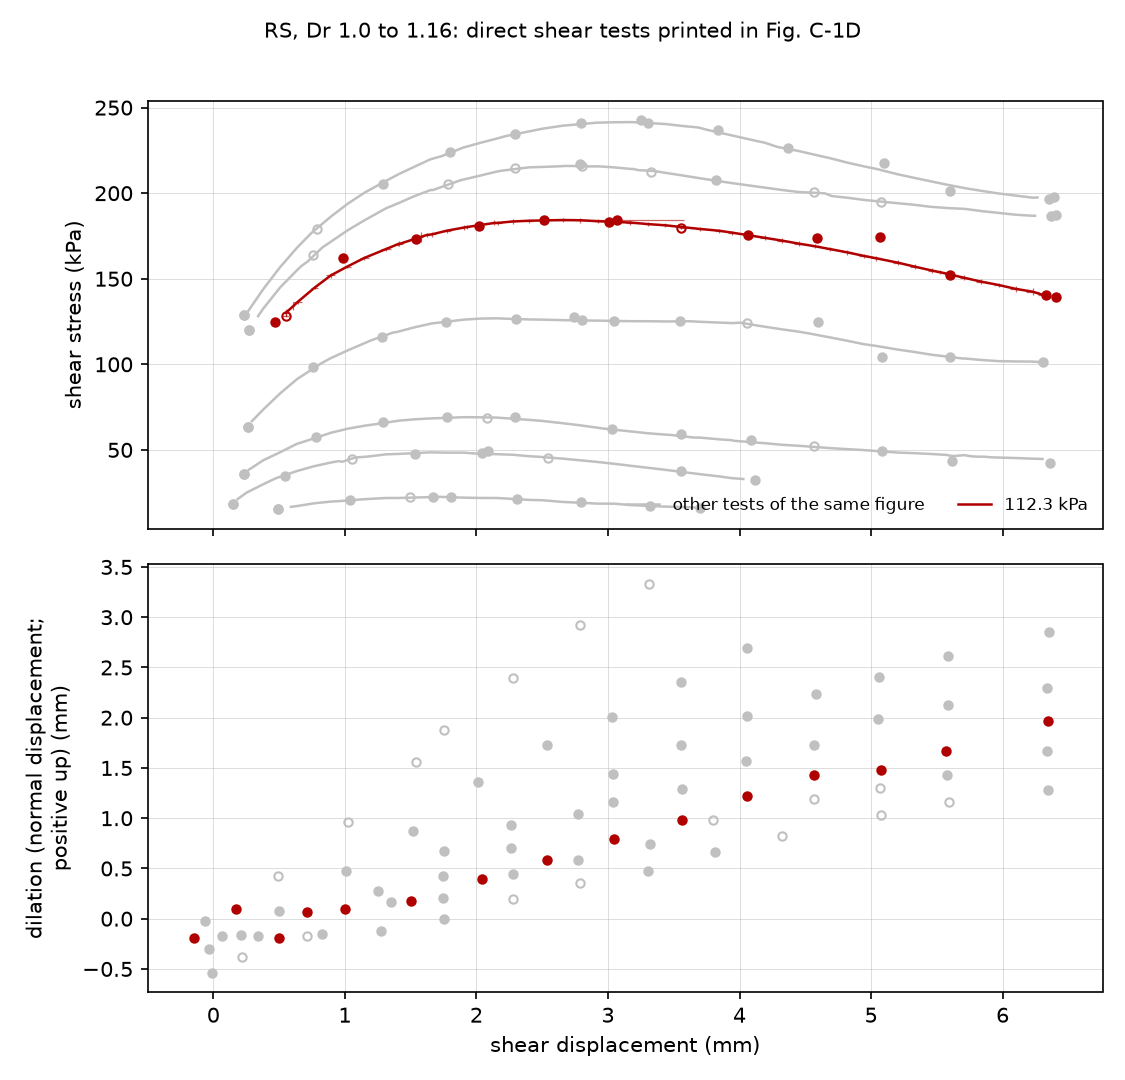 RS, Dr 1.0 to 1.16: direct shear tests printed in Fig. C-1D
250
200
150
100
50
shear stress (kPa)
other tests of the same figure
112.3 kPa
3.5
3.0
2.5
2.0
1.5
1.0
0.5
0.0
−0.5
dilation (normal displacement;
positive up) (mm)
0 1 2 3 4 5 6
shear displacement (mm)